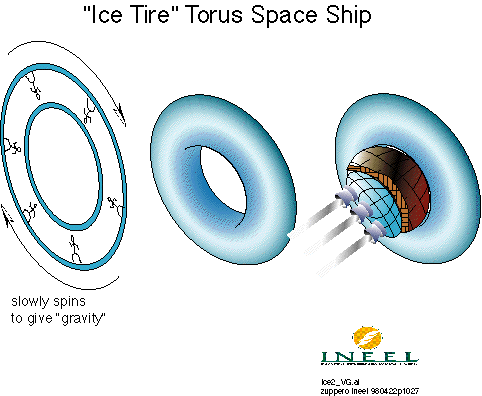 "Ice Tire" Torus Space Ship
slowly spins
to give "gravity"
INEEL
Ice2_VG.ai
zuppero ineel 980422p1027